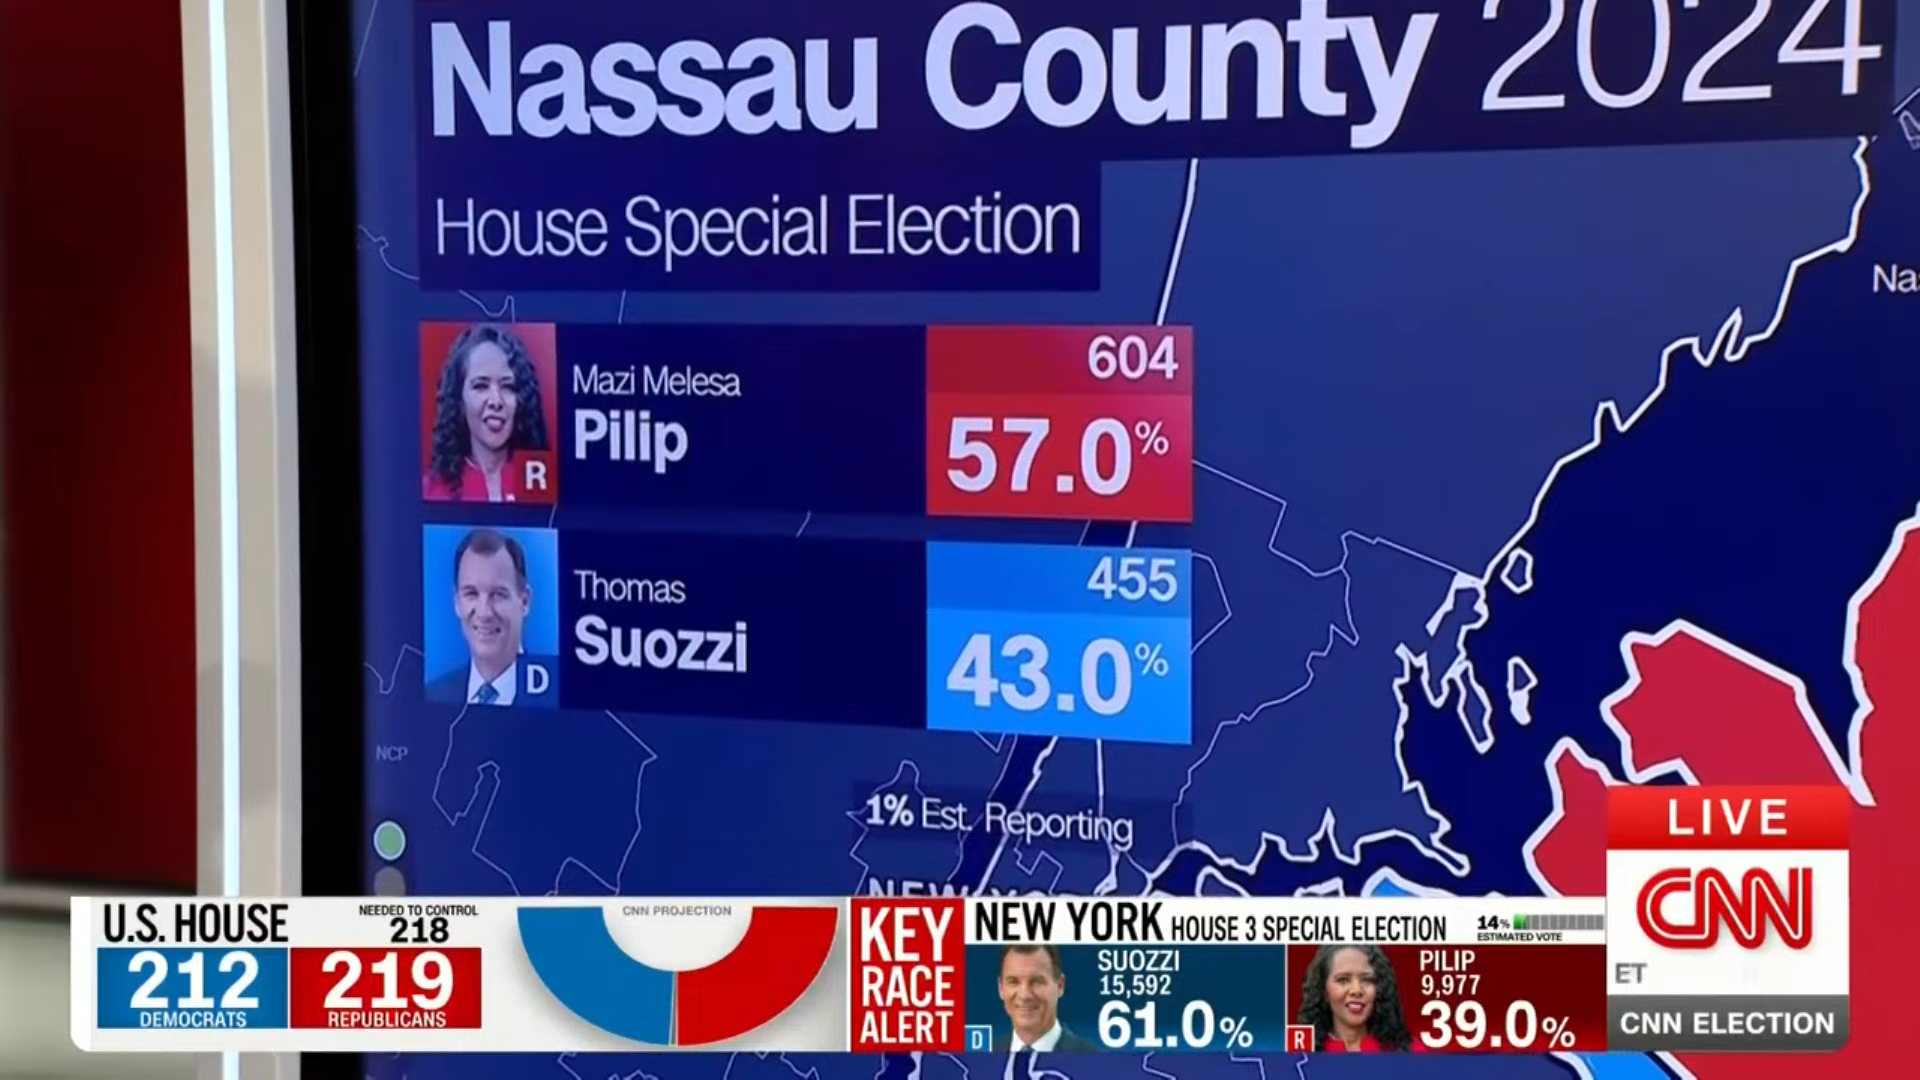 Nassau County 2024
House Special Election
Mazi Melesa
Pilip
R
604
57.0%
Thomas
Suozzi
D
455
43.0%
1% Est. Reporting
NCP
Nas
U.S. HOUSE
NEEDED TO CONTROL
218
212
DEMOCRATS
219
REPUBLICANS
CNN PROJECTION
KEY
RACE
ALERT
NEW YORK HOUSE 3 SPECIAL ELECTION
14%
ESTIMATED VOTE
D
SUOZZI
15,592
61.0%
R
PILIP
9,977
39.0%
LIVE
CNN
ET
CNN ELECTION